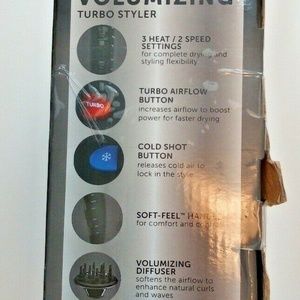 VOLUMIZING
TURBO STYLER
3 HEAT / 2 SPEED
SETTINGS
for complete drying and
styling flexibility
TURBO AIRFLOW
BUTTON
increases airflow to boost
power for faster drying
TURBO
COLD SHOT
BUTTON
releases cold air to
lock in the style
SOFT-FEEL™ HANDLE
for comfort and
VOLUMIZING
DIFFUSER
softens the airflow to
enhance natural curls
and waves